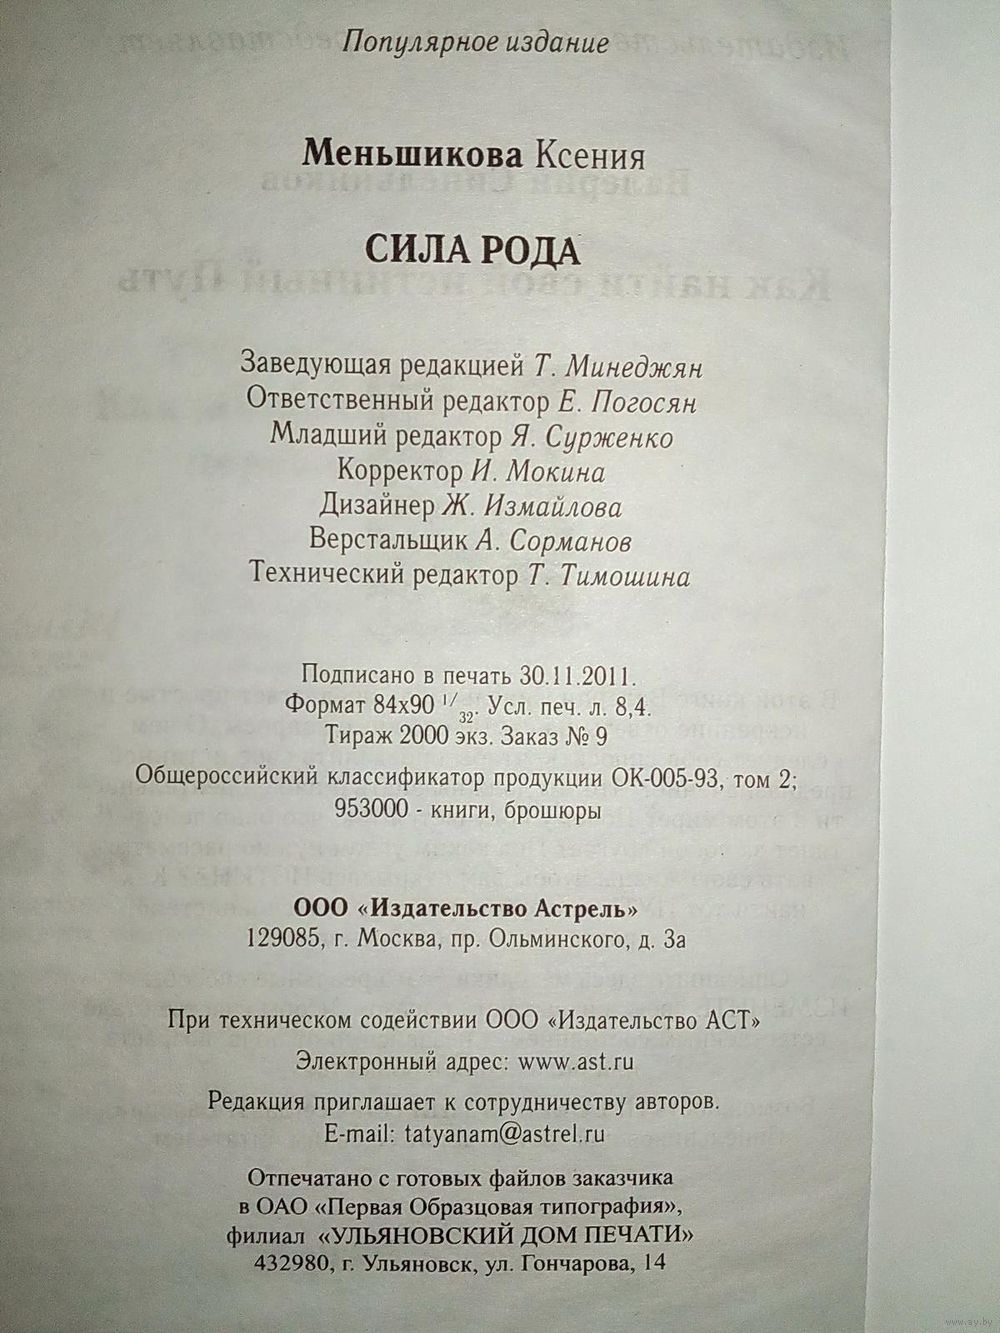 Популярное издание
Меньшикова Ксения
СИЛА РОДА
Заведующая редакцией Т. Минеджян
Ответственный редактор Е. Погосян
Младший редактор Я. Сурженко
Корректор И. Мокина
Дизайнер Ж. Измайлова
Верстальщик А. Сорманов
Технический редактор Т. Тимошина
Подписано в печать 30.11.2011.
Формат 84x90 1/32. Усл. печ. л. 8,4.
Тираж 2000 экз. Заказ № 9
Общероссийский классификатор продукции ОК-005-93, том 2;
953000 - книги, брошюры
ООО «Издательство Астрель»
129085, г. Москва, пр. Ольминского, д. 3а
При техническом содействии ООО «Издательство АСТ»
Электронный адрес: www.ast.ru
Редакция приглашает к сотрудничеству авторов.
E-mail: tatyanam@astrel.ru
Отпечатано с готовых файлов заказчика
в ОАО «Первая Образцовая типография»,
филиал «УЛЬЯНОВСКИЙ ДОМ ПЕЧАТИ»
432980, г. Ульяновск, ул. Гончарова, 14
www.ay.by